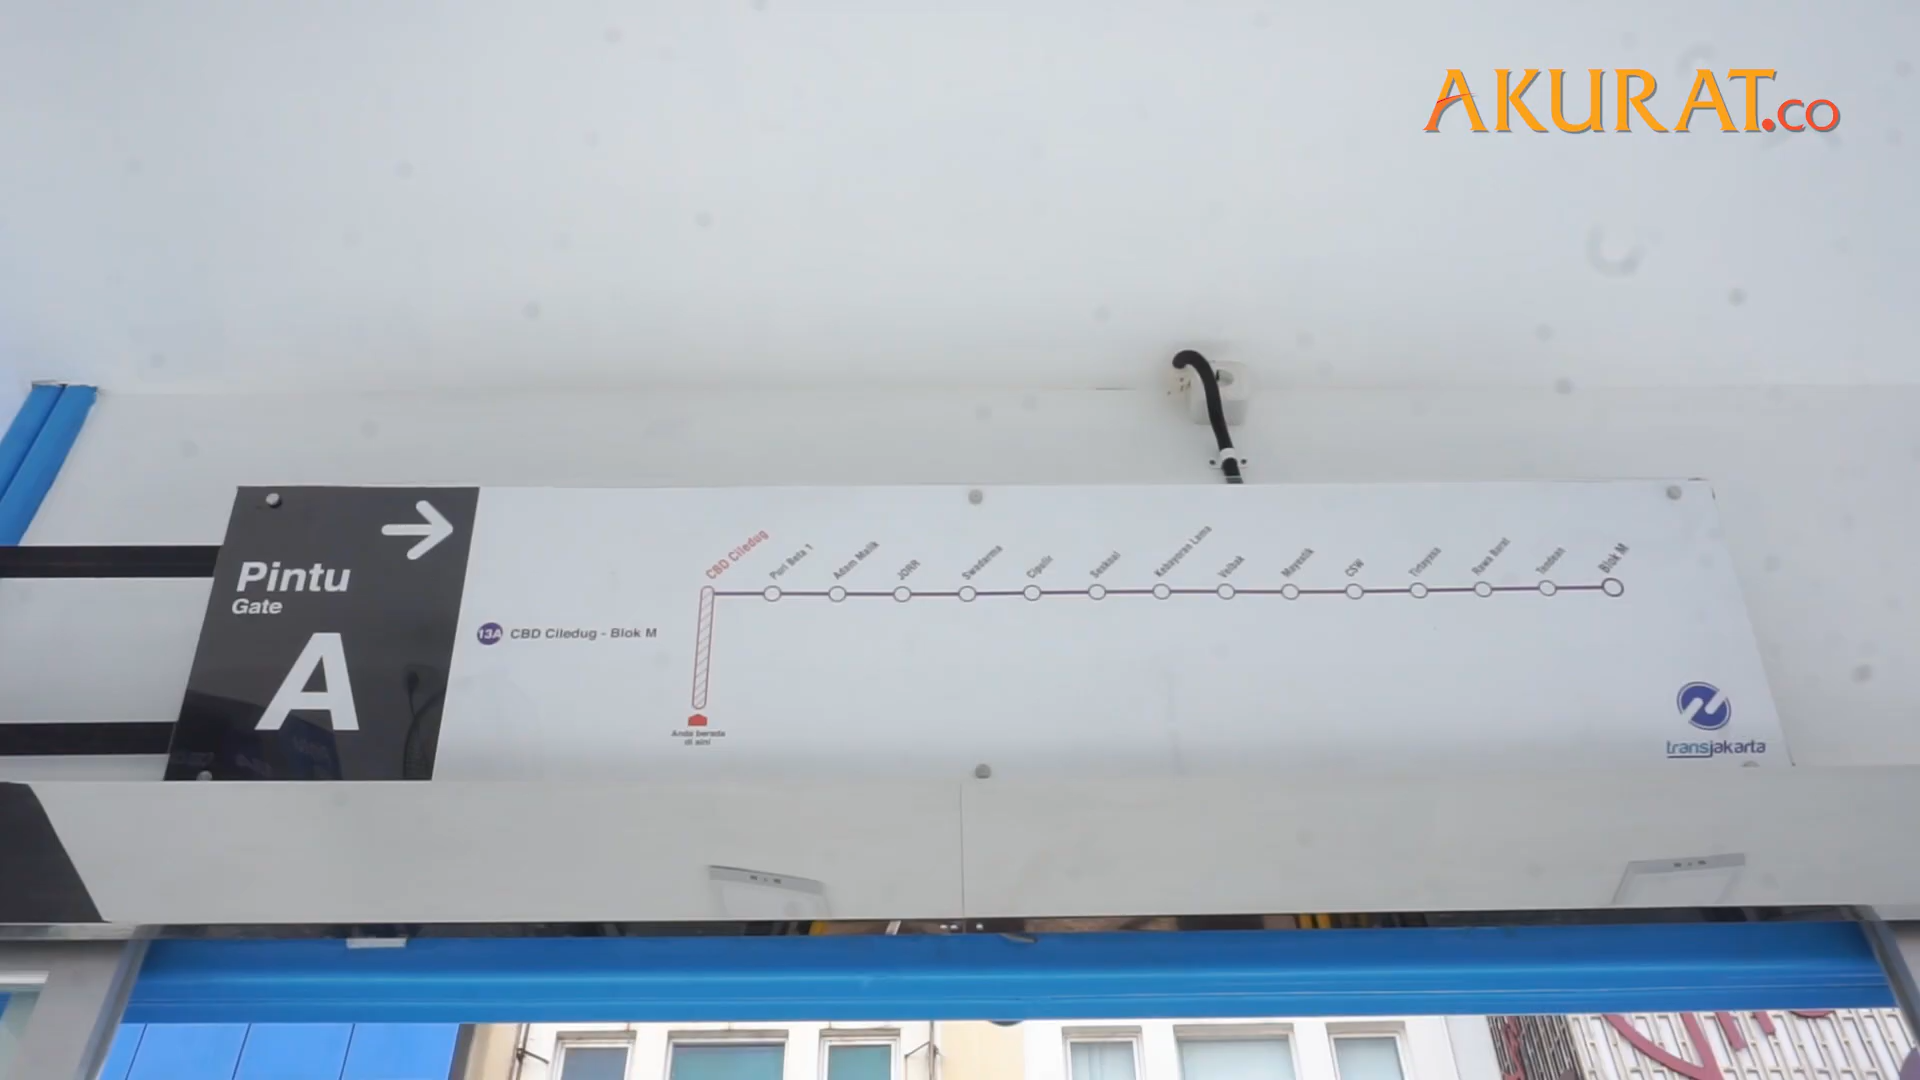 AKURAT.co
Pintu
Gate
A
13A CBD Ciledug - Blok M
CBD Ciledug
Puri Beta 1
Adam Malik
JORR
Swadarma
Cipulir
Seskoal
Kebayoran Lama
Velbak
Mayestik
CSW
Tirtayasa
Rawa Barat
Tendean
Blok M
Anda berada
di sini
transjakarta